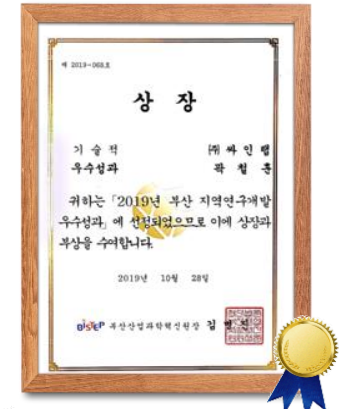 제 2019-068호
상 장
기술적 ㈜싸인랩
우수성과 곽철훈
귀하는「2019년 부산 지역연구개발
우수성과」에 선정되었으므로 이에 상장과
부상을 수여합니다.
2019년 10월 28일
BISTEP 부산산업과학혁신원장 김